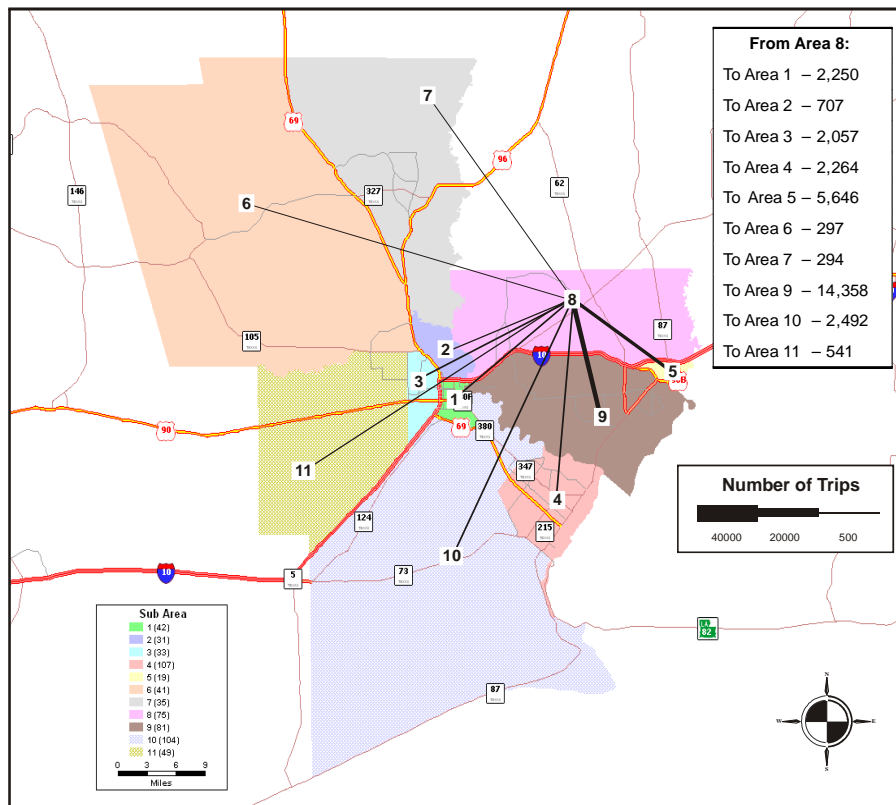 From Area 8:
To Area 1 – 2,250
To Area 2 – 707
To Area 3 – 2,057
To Area 4 – 2,264
To Area 5 – 5,646
To Area 6 – 297
To Area 7 – 294
To Area 9 – 14,358
To Area 10 – 2,492
To Area 11 – 541
7
69
96
146
327
62
6
8
87
105
2
10
3
5
90B
1
9
90
69
380
11
347
4
Number of Trips
40000 20000 500
124
215
10
10
5
73
LA
82
87
Sub Area
1 (42)
2 (31)
3 (33)
4 (107)
5 (19)
6 (41)
7 (35)
8 (75)
9 (81)
10 (104)
11 (49)
0 3 6 9
Miles
N
W E
S